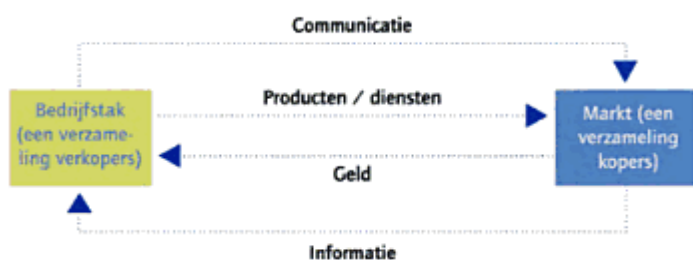 Communicatie
Producten / diensten
Bedrijfstak
(een verzame-
ling verkopers)
Markt (een
verzameling
kopers)
Geld
Informatie